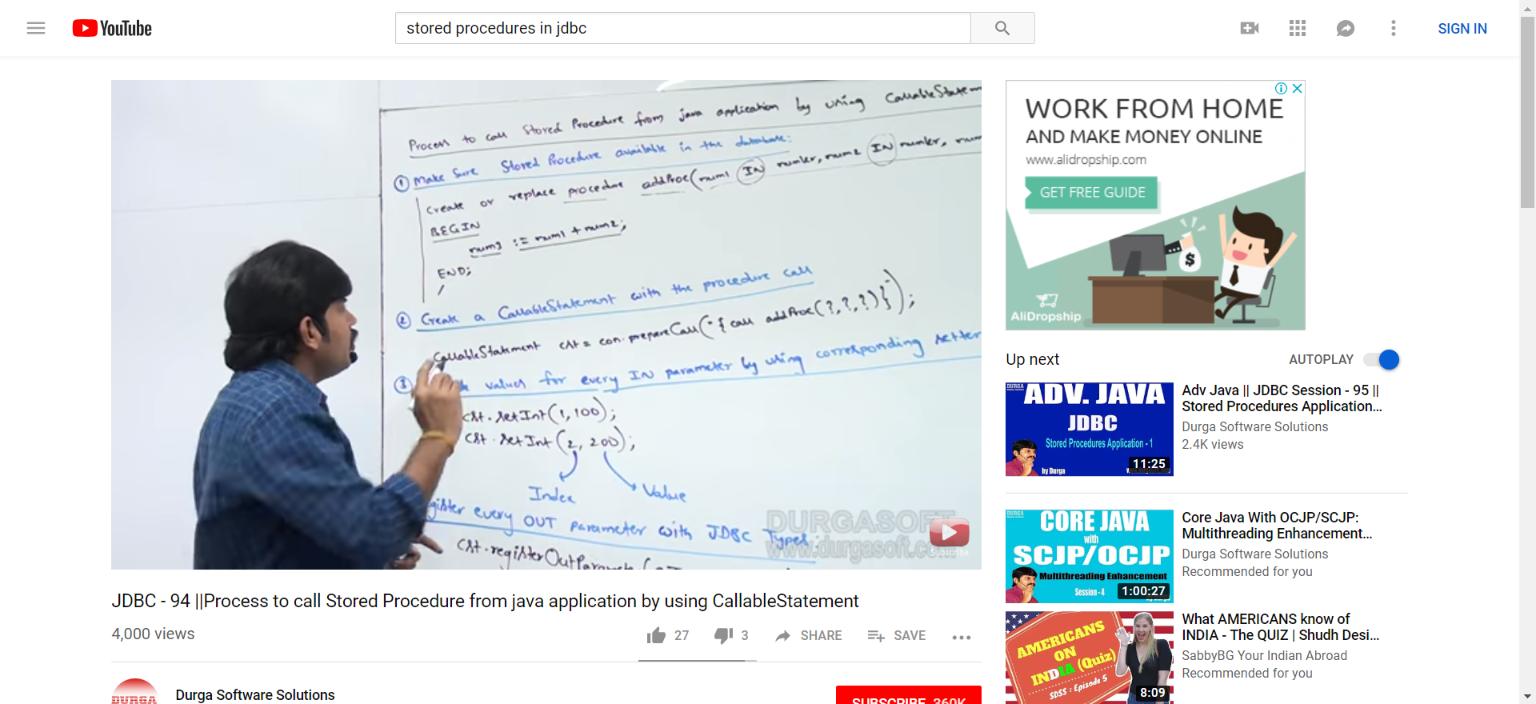 YouTube
stored procedures in jdbc
SIGN IN
Process to call Stored Procedure from java application by using CallableStatem
① Make Sure Stored Procedure available in the database:
create or replace procedure addProc(num1 IN number, num2 IN number, num
BEGIN
num3 := num1 + num2;
END;
/
② Create a CallableStatement with the procedure call
CallableStatement cst = con.prepareCall("{call addProc(?,?,?)}");
③ values for every IN parameter by using corresponding setter
cst.setInt(1,100);
cst.setInt(2, 200);
Index Value
gister every OUT parameter with JDBC Types
cst.registerOutParamet
DURGASOFT
www.durgasoft.co
WORK FROM HOME
AND MAKE MONEY ONLINE
www.alidropship.com
GET FREE GUIDE
$
AliDropship
Up next
AUTOPLAY
ADV. JAVA
JDBC
Stored Procedures Application - 1
by Durga
11:25
Adv Java || JDBC Session - 95 ||
Stored Procedures Application...
Durga Software Solutions
2.4K views
CORE JAVA
with
SCJP/OCJP
Multithreading Enhancement
Session - 4
1:00:27
Core Java With OCJP/SCJP:
Multithreading Enhancement...
Durga Software Solutions
Recommended for you
AMERICANS
ON
INDIA (Quiz)
SDSS : Episode 5
8:09
What AMERICANS know of
INDIA - The QUIZ | Shudh Desi...
SabbyBG Your Indian Abroad
Recommended for you
JDBC - 94 ||Process to call Stored Procedure from java application by using CallableStatement
4,000 views
27 3 SHARE SAVE
DURGA
Durga Software Solutions
SUBSCRIBE 360K